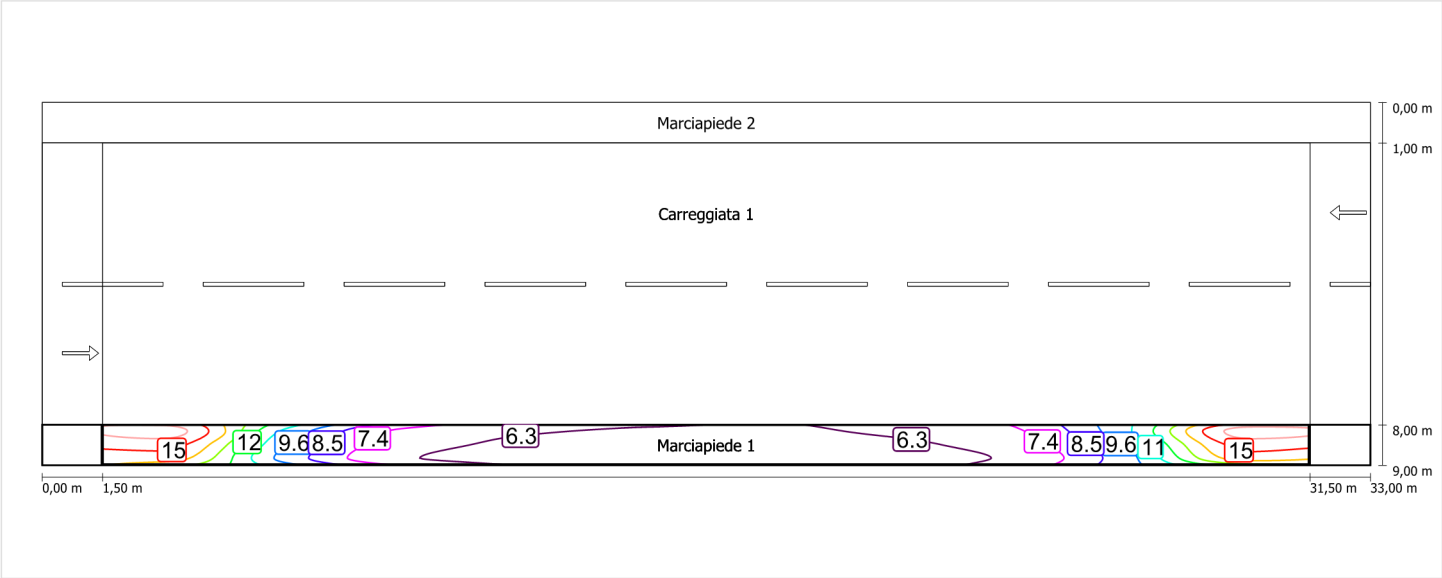 0,00 m
Marciapiede 2
1,00 m
Carreggiata 1
8,00 m
15
12
9.6
8.5
7.4
6.3
Marciapiede 1
6.3
7.4
8.5
9.6
11
15
9,00 m
0,00 m
1,50 m
31,50 m
33,00 m